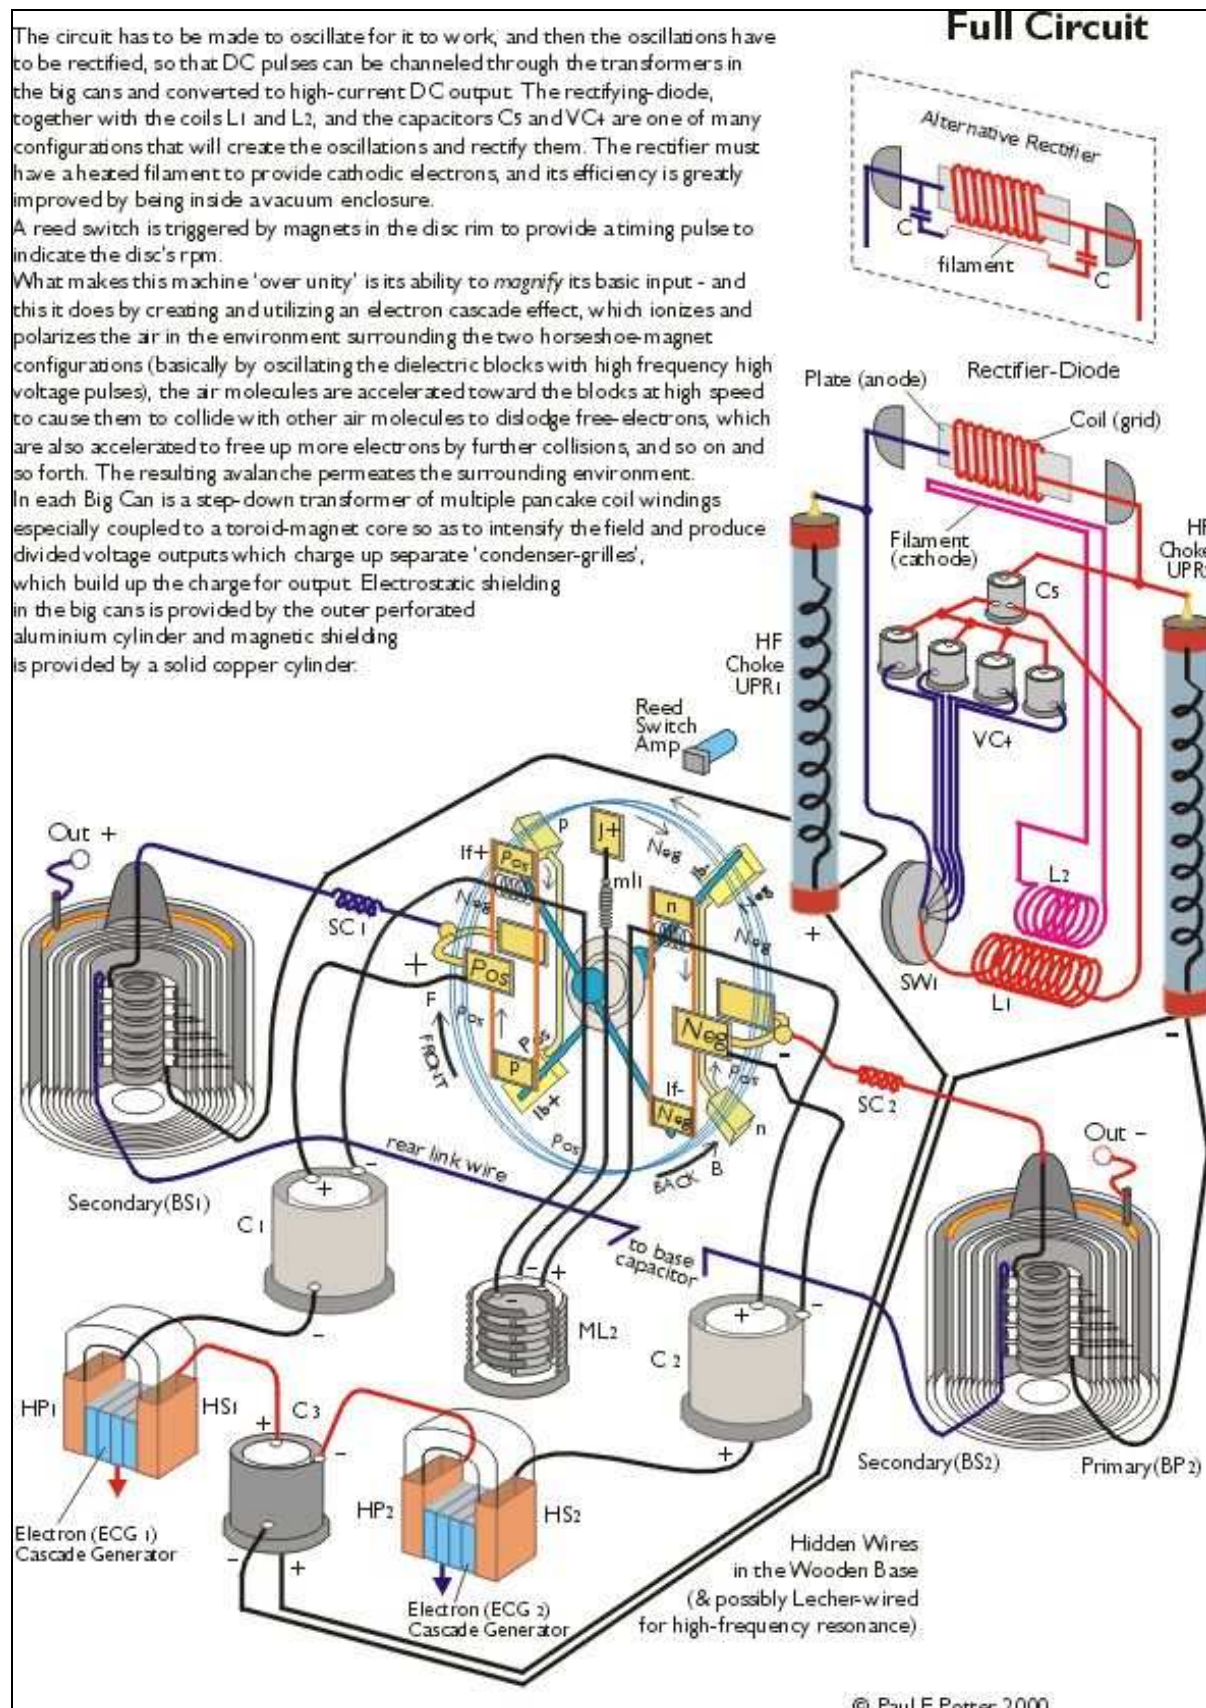 Full Circuit
The circuit has to be made to oscillate for it to work, and then the oscillations have
to be rectified, so that DC pulses can be channeled through the transformers in
the big cans and converted to high-current DC output. The rectifying-diode,
together with the coils L1 and L2, and the capacitors C5 and VC4 are one of many
configurations that will create the oscillations and rectify them. The rectifier must
have a heated filament to provide cathodic electrons, and its efficiency is greatly
improved by being inside a vacuum enclosure.
A reed switch is triggered by magnets in the disc rim to provide a timing pulse to
indicate the disc's rpm.
What makes this machine 'over unity' is its ability to magnify its basic input - and
this it does by creating and utilizing an electron cascade effect, which ionizes and
polarizes the air in the environment surrounding the two horseshoe-magnet
configurations (basically by oscillating the dielectric blocks with high frequency high
voltage pulses), the air molecules are accelerated toward the blocks at high speed
to cause them to collide with other air molecules to dislodge free-electrons, which
are also accelerated to free up more electrons by further collisions, and so on and
so forth. The resulting avalanche permeates the surrounding environment.
In each Big Can is a step-down transformer of multiple pancake coil windings
especially coupled to a toroid-magnet core so as to intensify the field and produce
divided voltage outputs which charge up separate 'condenser-grilles',
which build up the charge for output. Electrostatic shielding
in the big cans is provided by the outer perforated
aluminium cylinder and magnetic shielding
is provided by a solid copper cylinder.
Alternative Rectifier
C
filament
C
Rectifier-Diode
Plate (anode)
Coil (grid)
Filament
(cathode)
HF
Choke
UPR1
HF
Choke
UPR
C5
VC4
L2
L1
SW1
+
-
Reed
Switch
Amp
Out +
SC1
Secondary(BS1)
P
j+
Neg
1b-
If+
Pos
ml1
n
Neg
Neg
Neg
+
Pos
F
Pos
FRONT
Pos
P
1b+
Pos
Neg
-
Pos
If-
Neg
n
B
BACK
SC2
Out -
rear link wire
to base
capacitor
C1
+
-
-
ML2
-
-
+
C2
+
-
+
HP1
HS1
C3
+
-
-
+
Electron (ECG 1)
Cascade Generator
HP2
HS2
Electron (ECG 2)
Cascade Generator
Secondary(BS2)
Primary(BP2)
Hidden Wires
in the Wooden Base
(& possibly Lecher-wired
for high-frequency resonance)
© Paul E Potter 2000